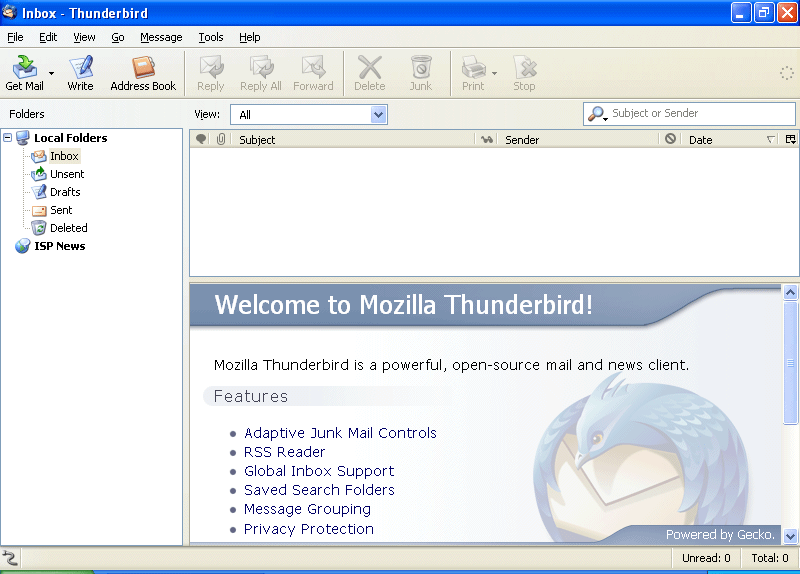 Inbox - Thunderbird
File Edit View Go Message Tools Help
Get Mail Write Address Book Reply Reply All Forward Delete Junk Print Stop
Folders
View: All Subject or Sender
Subject Sender Date
Local Folders
Inbox
Unsent
Drafts
Sent
Deleted
ISP News
Welcome to Mozilla Thunderbird!
Mozilla Thunderbird is a powerful, open-source mail and news client.
Features
Adaptive Junk Mail Controls
RSS Reader
Global Inbox Support
Saved Search Folders
Message Grouping
Privacy Protection
Powered by Gecko.
Unread: 0 Total: 0